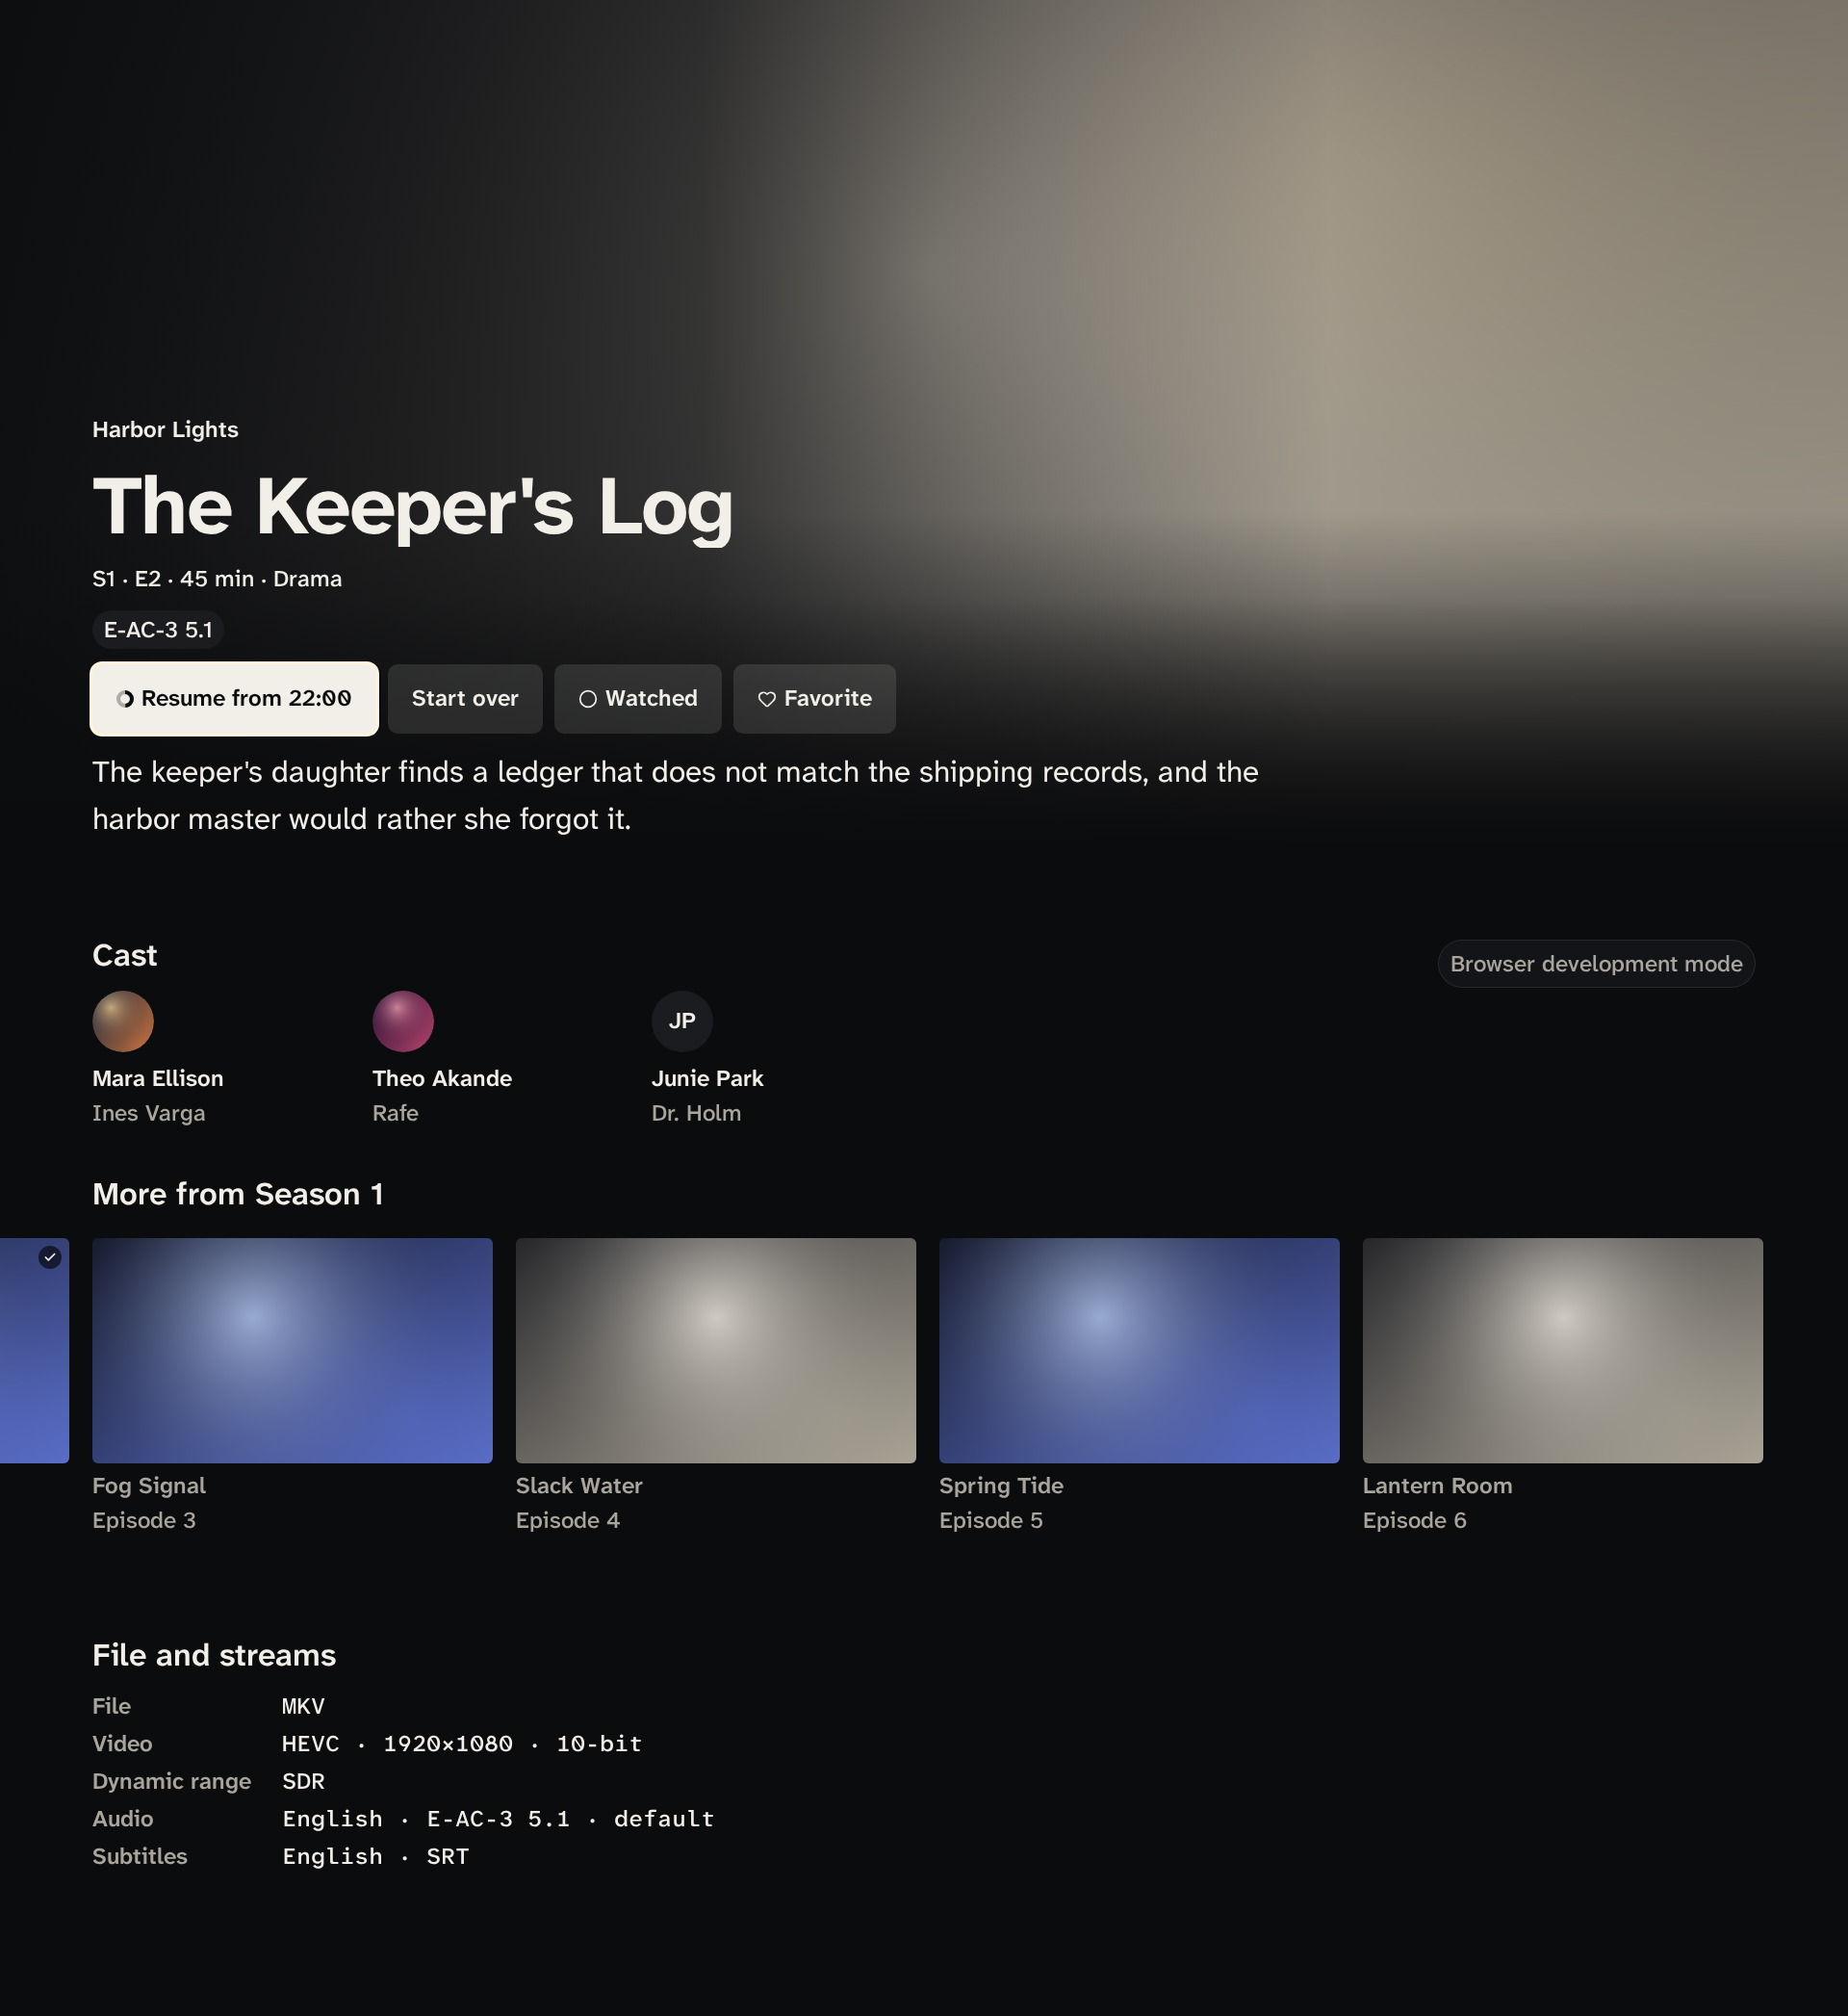 Harbor Lights
The Keeper's Log
S1 · E2 · 45 min · Drama
E-AC-3 5.1
Resume from 22:00
Start over
Watched
Favorite
The keeper's daughter finds a ledger that does not match the shipping records, and the
harbor master would rather she forgot it.
Cast
Browser development mode
JP
Mara Ellison
Ines Varga
Theo Akande
Rafe
Junie Park
Dr. Holm
More from Season 1
Fog Signal
Episode 3
Slack Water
Episode 4
Spring Tide
Episode 5
Lantern Room
Episode 6
File and streams
File MKV
Video HEVC · 1920×1080 · 10-bit
Dynamic range SDR
Audio English · E-AC-3 5.1 · default
Subtitles English · SRT